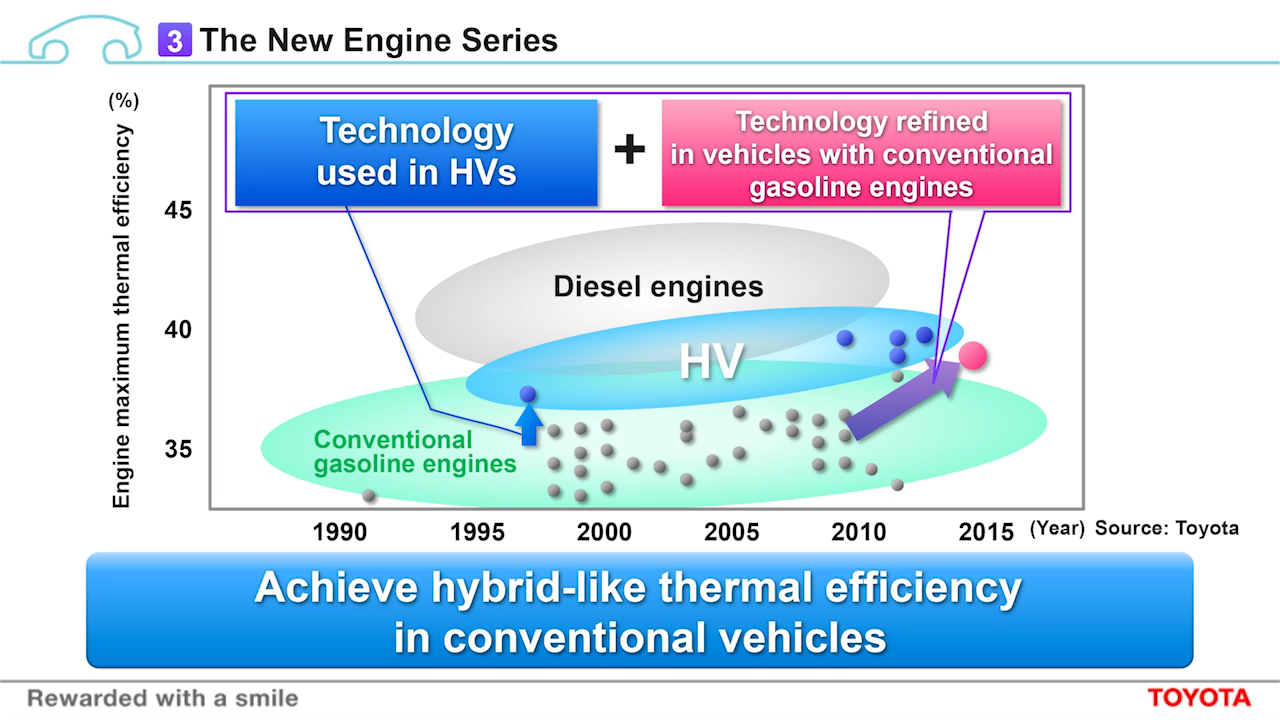 3 The New Engine Series
(%)
Engine maximum thermal efficiency
Technology
used in HVs
+
Technology refined
in vehicles with conventional
gasoline engines
45
40
35
Diesel engines
HV
Conventional
gasoline engines
1990 1995 2000 2005 2010 2015 (Year) Source: Toyota
Achieve hybrid-like thermal efficiency
in conventional vehicles
Rewarded with a smile
TOYOTA